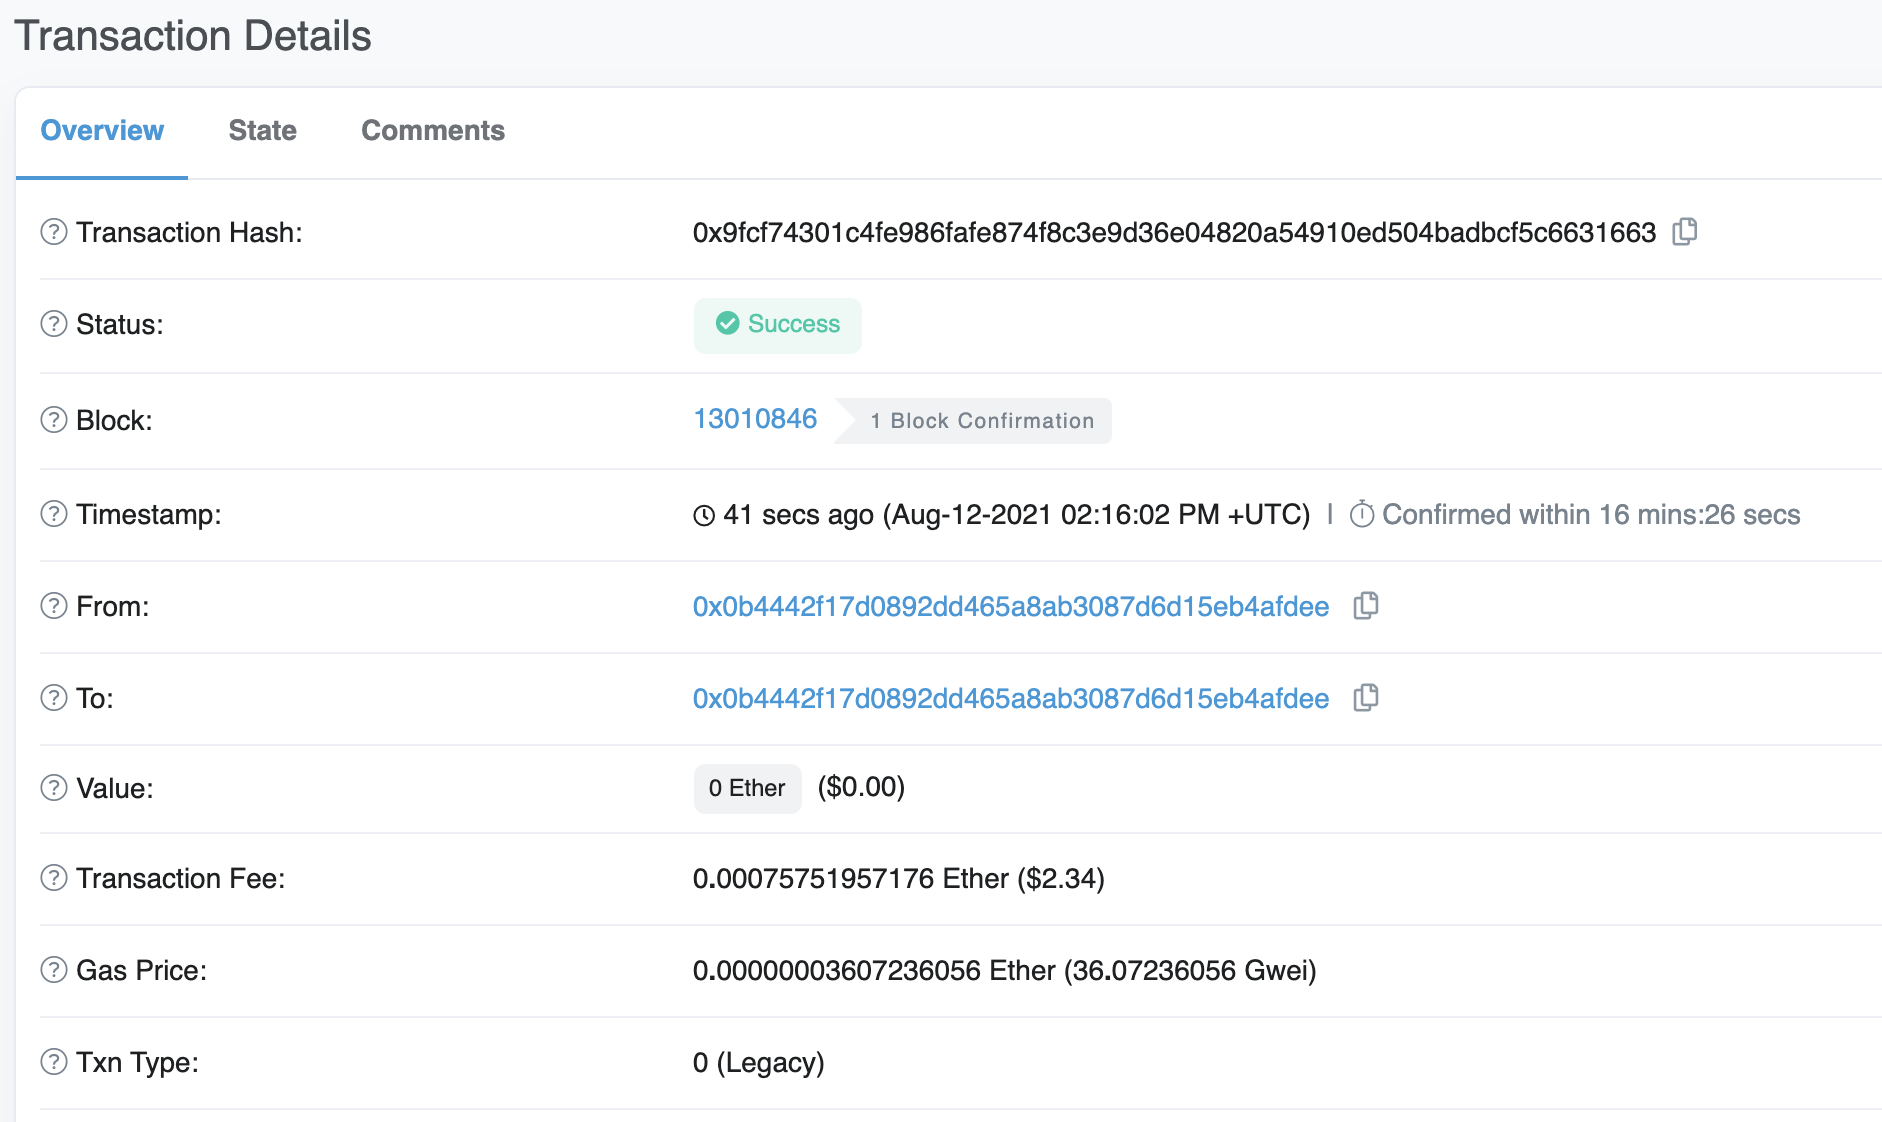 Transaction Details
Overview State Comments
Transaction Hash: 0x9fcf74301c4fe986fafe874f8c3e9d36e04820a54910ed504badbcf5c6631663
Status: Success
Block: 13010846 1 Block Confirmation
Timestamp: 41 secs ago (Aug-12-2021 02:16:02 PM +UTC) | Confirmed within 16 mins:26 secs
From: 0x0b4442f17d0892dd465a8ab3087d6d15eb4afdee
To: 0x0b4442f17d0892dd465a8ab3087d6d15eb4afdee
Value: 0 Ether ($0.00)
Transaction Fee: 0.00075751957176 Ether ($2.34)
Gas Price: 0.00000003607236056 Ether (36.07236056 Gwei)
Txn Type: 0 (Legacy)